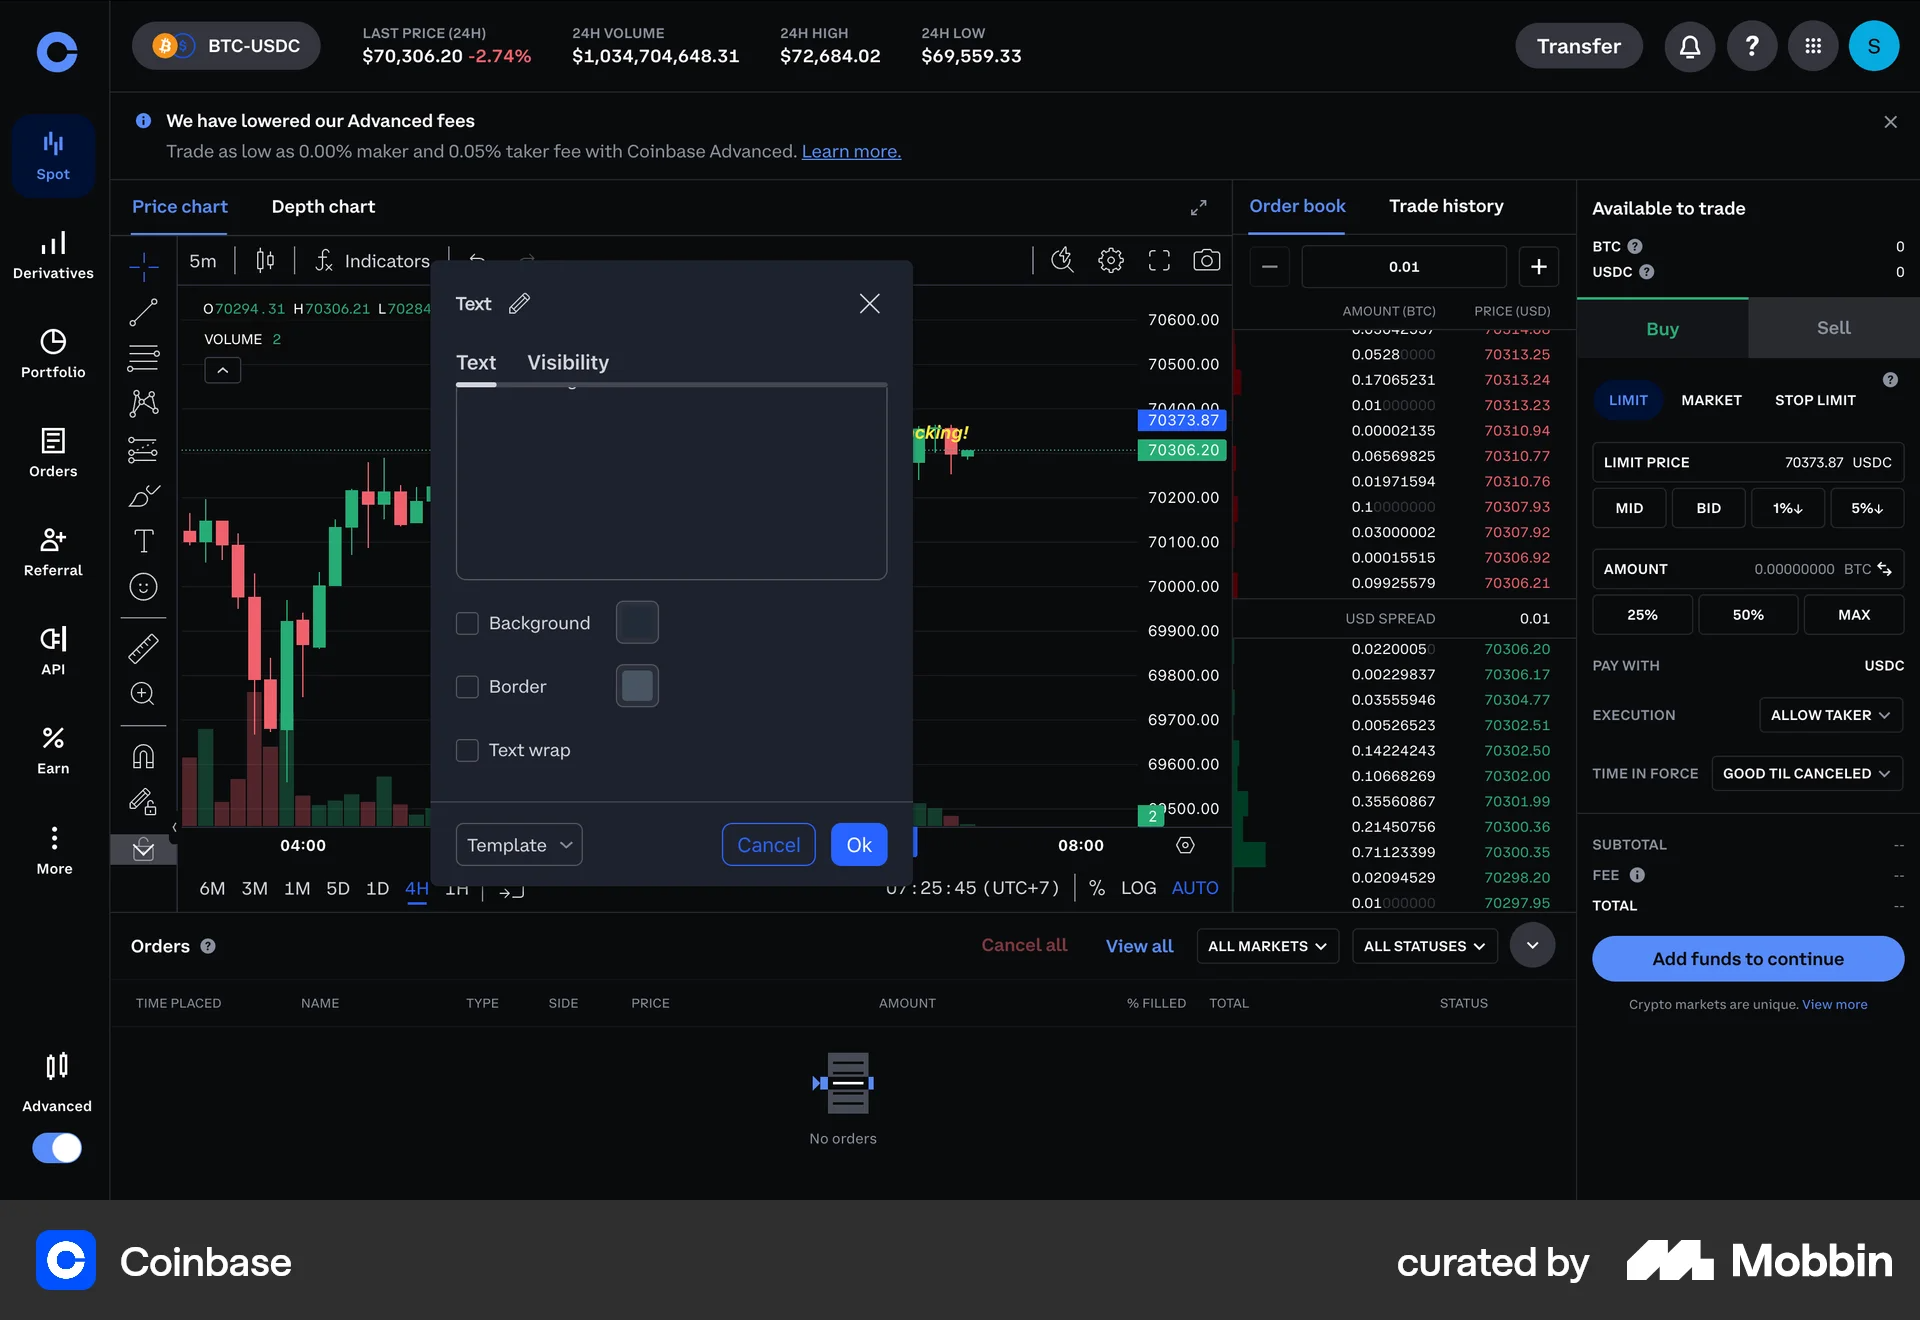 BTC-USDC
LAST PRICE (24H)
$70,306.20 -2.74%
24H VOLUME
$1,034,704,648.31
24H HIGH
$72,684.02
24H LOW
$69,559.33
Transfer
?
S
We have lowered our Advanced fees
Trade as low as 0.00% maker and 0.05% taker fee with Coinbase Advanced. Learn more.
Spot
Derivatives
Portfolio
Orders
Referral
API
Earn
More
Advanced
Price chart
Depth chart
5m
Indicators
O70294.31 H70306.21 L70284
VOLUME 2
70600.00
70500.00
70400.00
70373.87
70306.20
70200.00
70100.00
70000.00
69900.00
69800.00
69700.00
69600.00
69500.00
2
cking!
04:00
08:00
6M 3M 1M 5D 1D 4H 1H
07:25:45 (UTC+7)
% LOG AUTO
Text
Text
Visibility
Background
Border
Text wrap
Template
Cancel
Ok
Order book
Trade history
0.01
AMOUNT (BTC) PRICE (USD)
0.05280000 70313.25
0.17065231 70313.24
0.01000000 70313.23
0.00002135 70310.94
0.06569825 70310.77
0.01971594 70310.76
0.10000000 70307.93
0.03000002 70307.92
0.00015515 70306.92
0.09925579 70306.21
USD SPREAD 0.01
0.02200050 70306.20
0.00229837 70306.17
0.03555946 70304.77
0.00526523 70302.51
0.14224243 70302.50
0.10668269 70302.00
0.35560867 70301.99
0.21450756 70300.36
0.71123399 70300.35
0.02094529 70298.20
0.01000000 70297.95
Available to trade
BTC ? 0
USDC ? 0
Buy
Sell
?
LIMIT MARKET STOP LIMIT
LIMIT PRICE 70373.87 USDC
MID BID 1%↓ 5%↓
AMOUNT 0.00000000 BTC
25% 50% MAX
PAY WITH USDC
EXECUTION ALLOW TAKER
TIME IN FORCE GOOD TIL CANCELED
SUBTOTAL --
FEE --
TOTAL --
Add funds to continue
Crypto markets are unique. View more
Orders ?
Cancel all
View all
ALL MARKETS
ALL STATUSES
TIME PLACED NAME TYPE SIDE PRICE AMOUNT % FILLED TOTAL STATUS
No orders
Coinbase
curated by
Mobbin